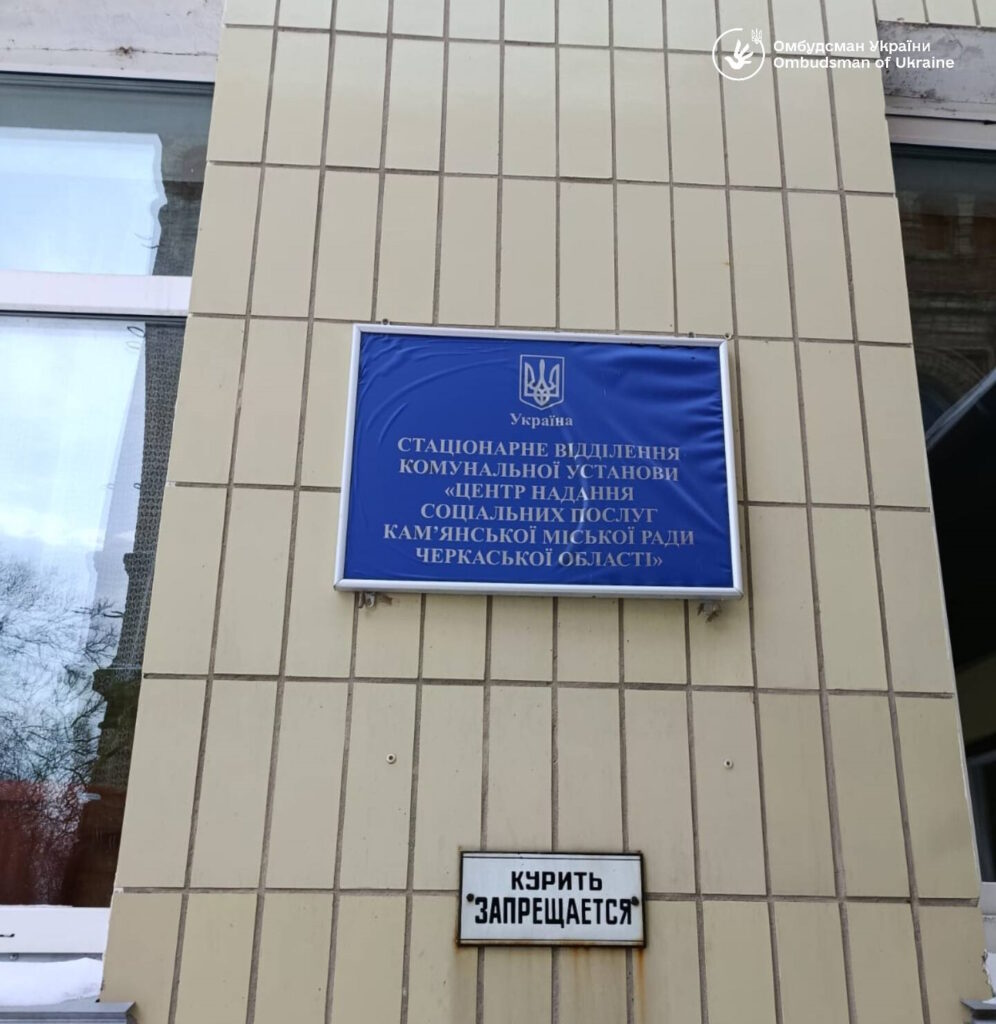 Омбудсман України
Ombudsman of Ukraine
Україна
СТАЦІОНАРНЕ ВІДДІЛЕННЯ
КОМУНАЛЬНОЇ УСТАНОВИ
«ЦЕНТР НАДАННЯ
СОЦІАЛЬНИХ ПОСЛУГ
КАМ’ЯНСЬКОЇ МІСЬКОЇ РАДИ
ЧЕРКАСЬКОЇ ОБЛАСТІ»
КУРИТЬ
ЗАПРЕЩАЕТСЯ